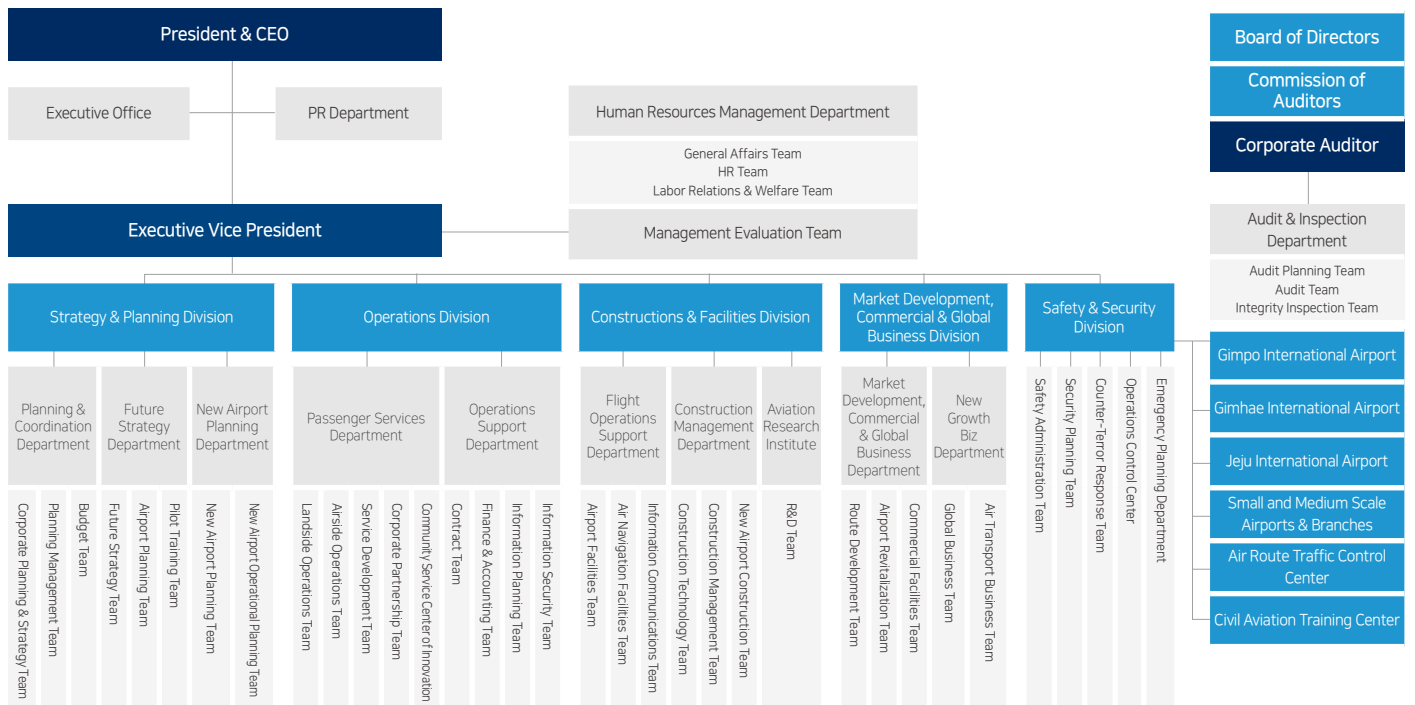 President & CEO
Executive Office
PR Department
Human Resources Management Department
General Affairs Team
HR Team
Labor Relations & Welfare Team
Executive Vice President
Management Evaluation Team
Board of Directors
Commission of
Auditors
Corporate Auditor
Audit & Inspection
Department
Audit Planning Team
Audit Team
Integrity Inspection Team
Strategy & Planning Division
Operations Division
Constructions & Facilities Division
Market Development,
Commercial & Global
Business Division
Safety & Security
Division
Planning &
Coordination
Department
Future
Strategy
Department
New Airport
Planning
Department
Passenger Services
Department
Operations
Support
Department
Flight
Operations
Support
Department
Construction
Management
Department
Aviation
Research
Institute
Market
Development,
Commercial
& Global
Business
Department
New
Growth
Biz
Department
Corporate Planning & Strategy Team
Planning Management Team
Budget Team
Future Strategy Team
Airport Planning Team
Pilot Training Team
New Airport Planning Team
New Airport Operational Planning Team
Landside Operations Team
Airside Operations Team
Service Development Team
Corporate Partnership Team
Community Service Center of Innovation
Contract Team
Finance & Accounting Team
Information Planning Team
Information Security Team
Airport Facilities Team
Air Navigation Facilities Team
Information Communications Team
Construction Technology Team
Construction Management Team
New Airport Construction Team
R&D Team
Route Development Team
Airport Revitalization Team
Commercial Facilities Team
Global Business Team
Air Transport Business Team
Safety Administration Team
Security Planning Team
Counter-Terror Response Team
Operations Control Center
Emergency Planning Department
Gimpo International Airport
Gimhae International Airport
Jeju International Airport
Small and Medium Scale
Airports & Branches
Air Route Traffic Control
Center
Civil Aviation Training Center